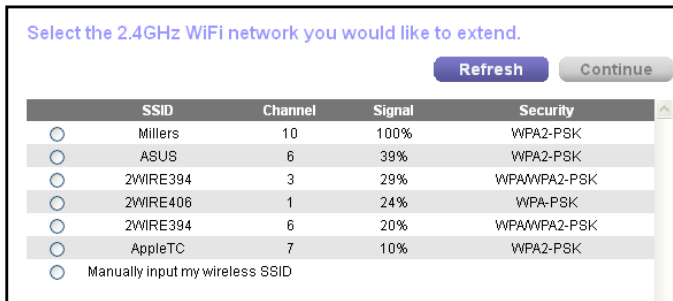 Select the 2.4GHz WiFi network you would like to extend.
Refresh Continue
SSID Channel Signal Security
Millers 10 100% WPA2-PSK
ASUS 6 39% WPA2-PSK
2WIRE394 3 29% WPA/WPA2-PSK
2WIRE406 1 24% WPA-PSK
2WIRE394 6 20% WPA/WPA2-PSK
AppleTC 7 10% WPA2-PSK
Manually input my wireless SSID